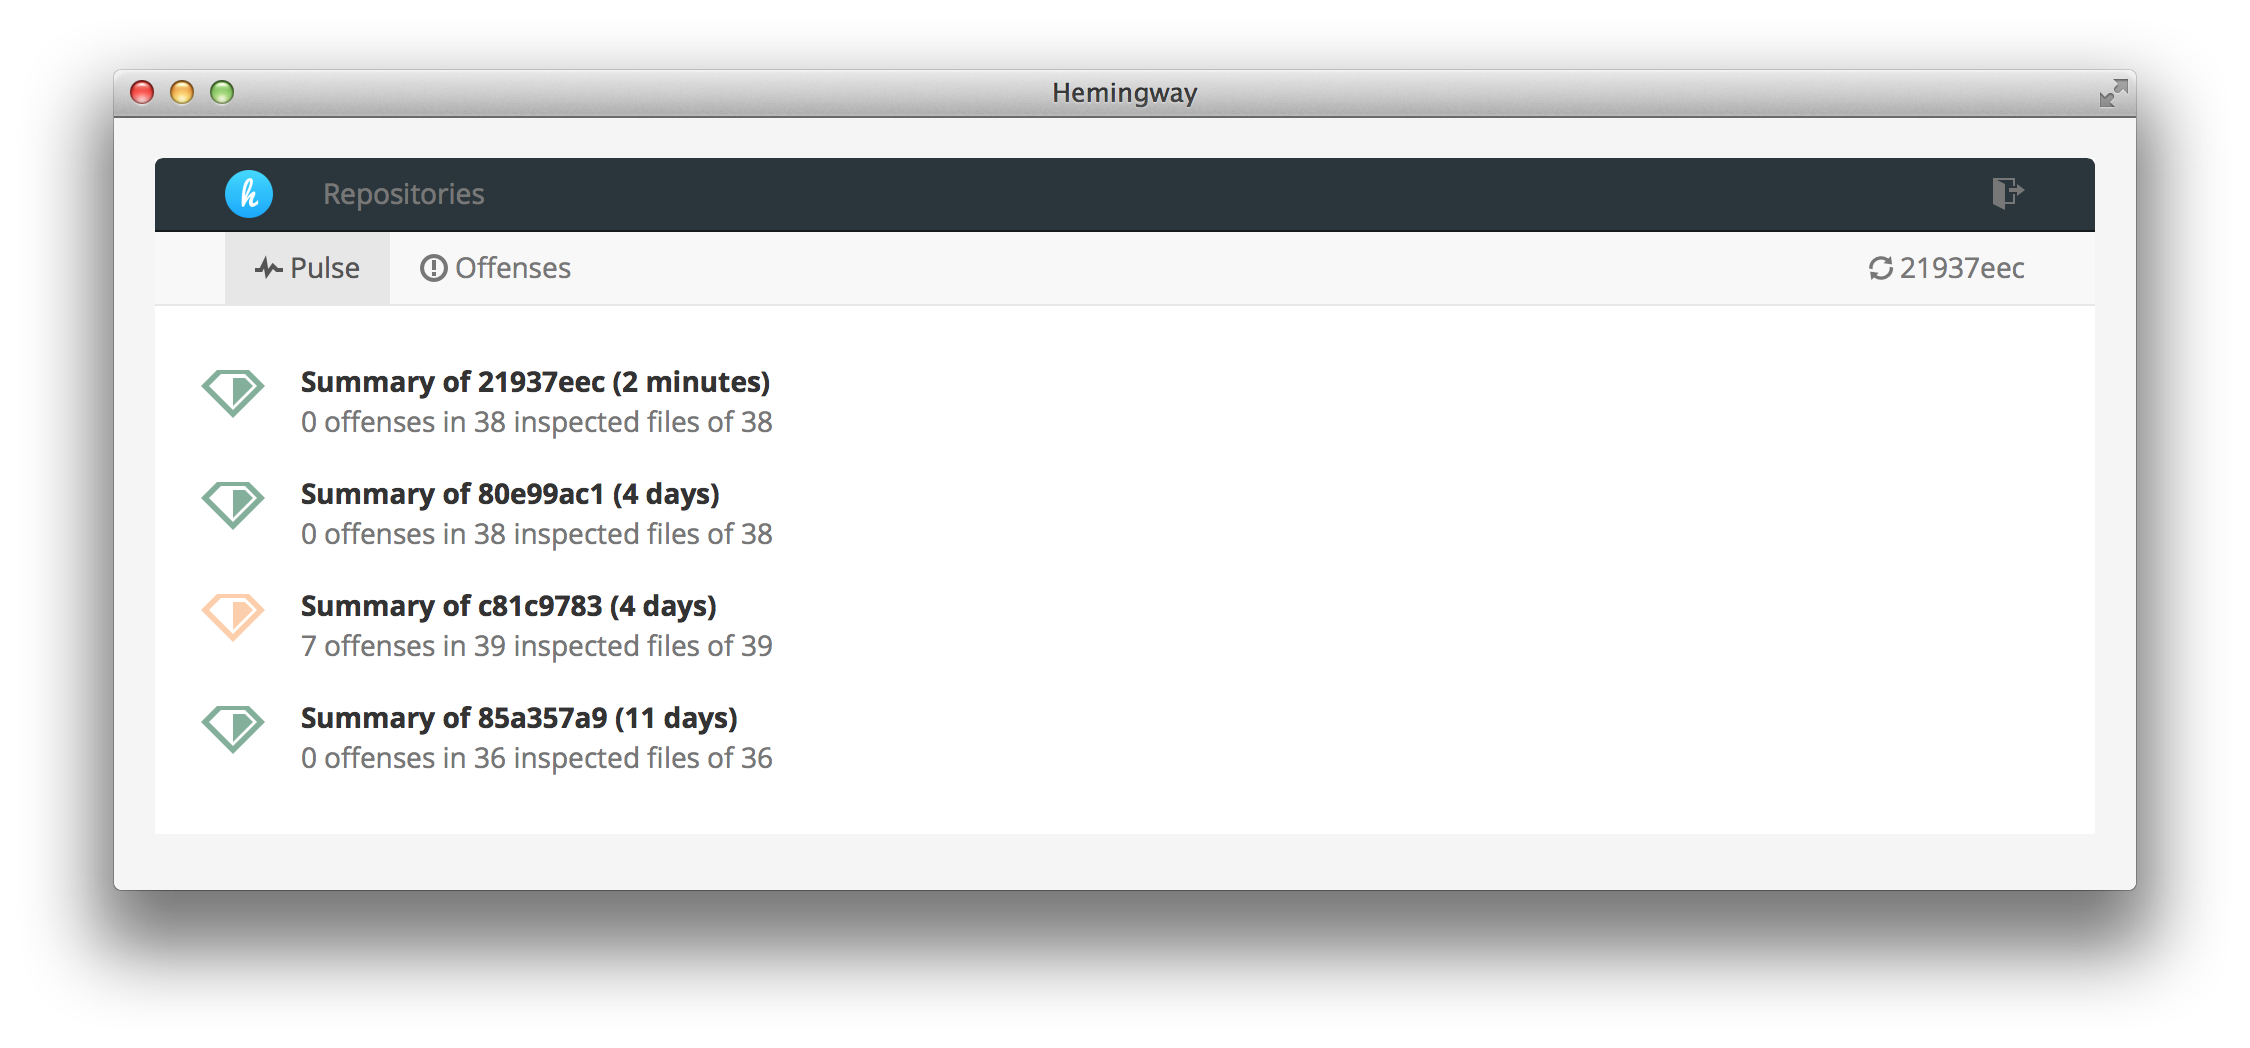 Hemingway
h Repositories
Pulse Offenses 21937eec
Summary of 21937eec (2 minutes)
0 offenses in 38 inspected files of 38
Summary of 80e99ac1 (4 days)
0 offenses in 38 inspected files of 38
Summary of c81c9783 (4 days)
7 offenses in 39 inspected files of 39
Summary of 85a357a9 (11 days)
0 offenses in 36 inspected files of 36